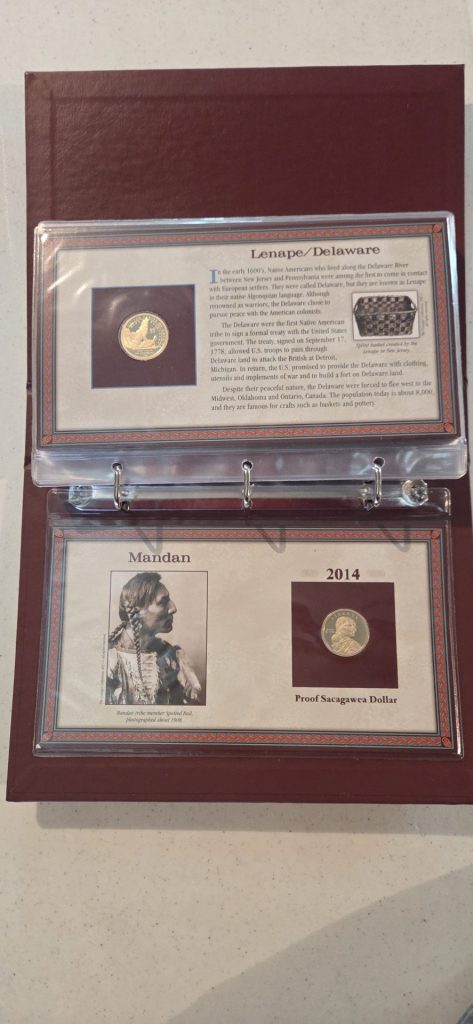 Lenape/Delaware
In the early 1600's, Native Americans who lived along the Delaware River
between New Jersey and Pennsylvania were among the first to come in contact
with European settlers. They were called Delaware, but they are known as Lenape
in their native Algonquian language. Although
renowned as warriors, the Delaware chose to
pursue peace with the American colonists.
The Delaware were the first Native American
tribe to sign a formal treaty with the United States
government. The treaty, signed on September 17,
1778, allowed U.S. troops to pass through
Delaware land to attack the British at Detroit,
Michigan. In return, the U.S. promised to provide the Delaware with clothing,
utensils and implements of war and to build a fort on Delaware land.
Despite their peaceful nature, the Delaware were forced to flee west to the
Midwest, Oklahoma and Ontario, Canada. The population today is about 8,000,
and they are famous for crafts such as baskets and pottery.
Splint basket created by the
Lenape in New Jersey.
Mandan
Mandan tribe member Spotted Bull,
photographed about 1908.
2014
Proof Sacagawea Dollar